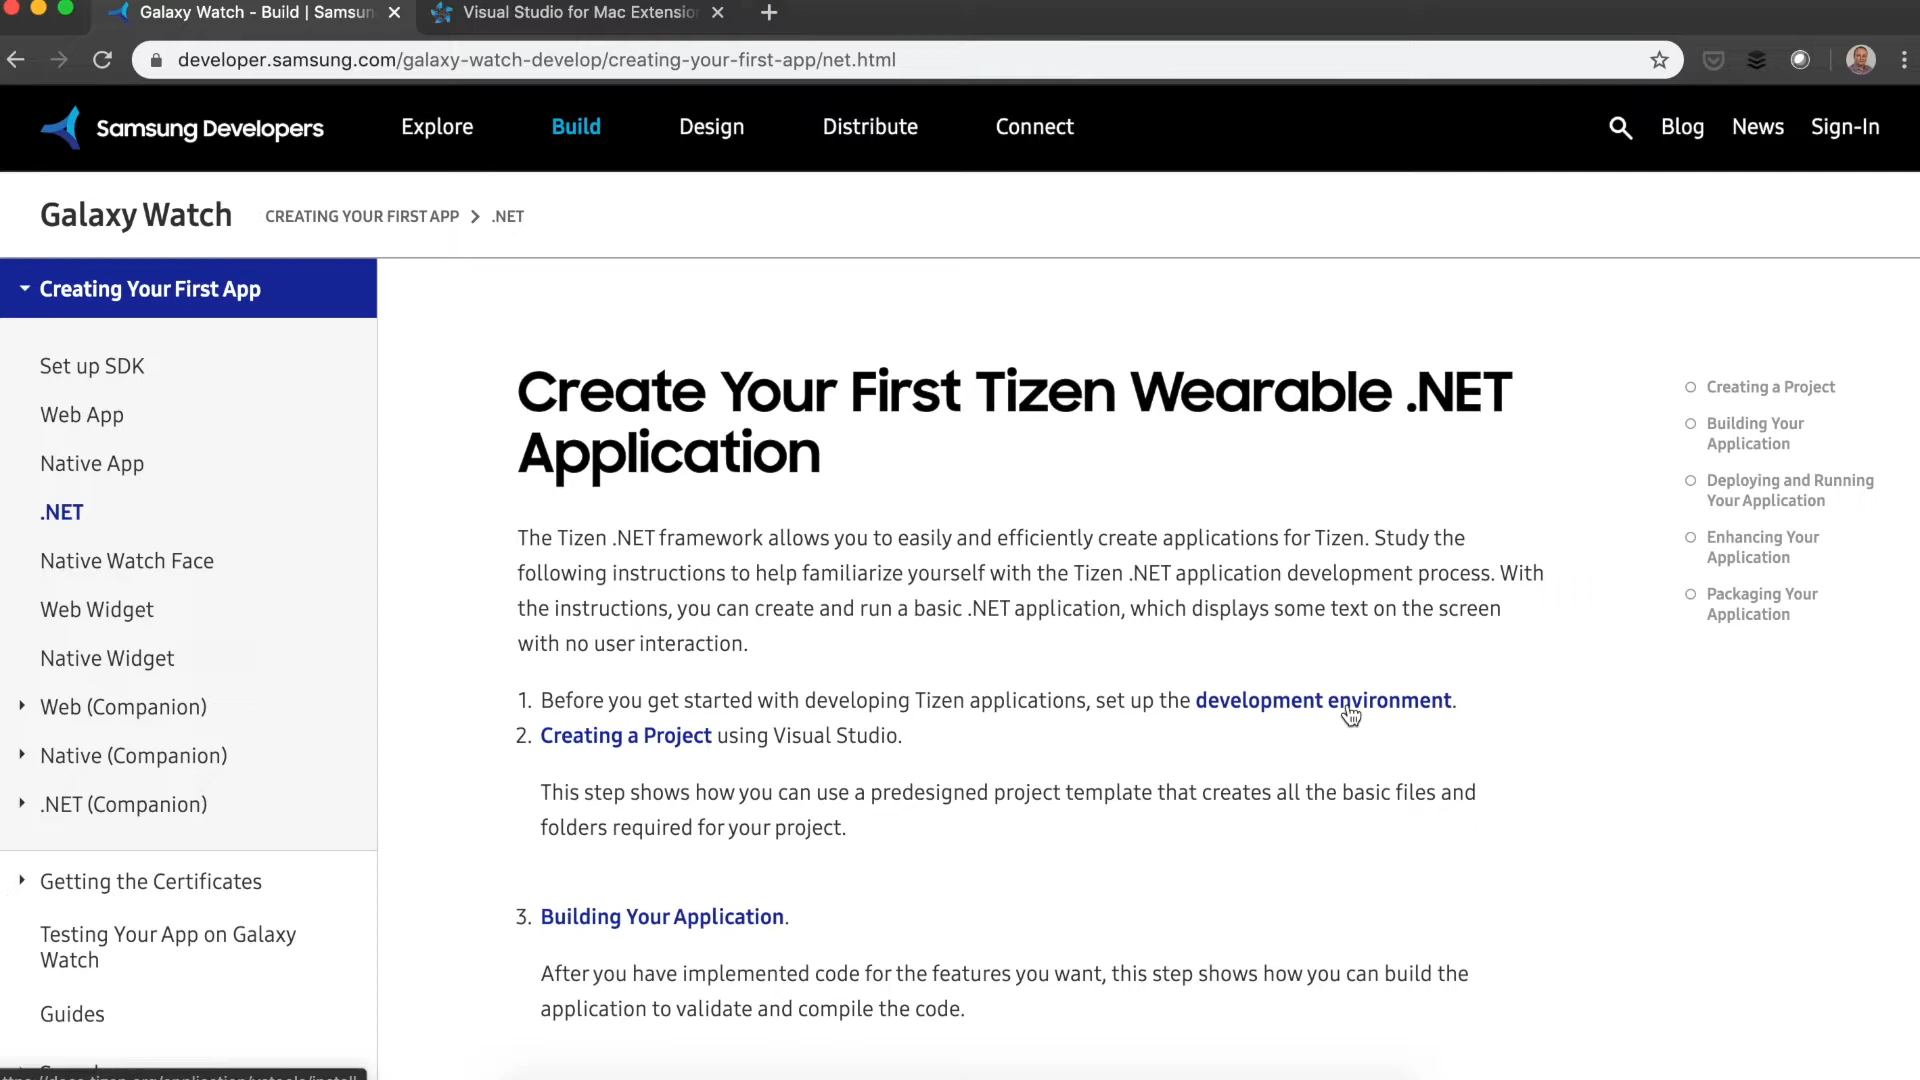 Galaxy Watch - Build | Samsun
Visual Studio for Mac Extension
developer.samsung.com/galaxy-watch-develop/creating-your-first-app/net.html
Samsung Developers
Explore
Build
Design
Distribute
Connect
Blog
News
Sign-In
Galaxy Watch
CREATING YOUR FIRST APP
.NET
Creating Your First App
Set up SDK
Web App
Native App
.NET
Native Watch Face
Web Widget
Native Widget
Web (Companion)
Native (Companion)
.NET (Companion)
Getting the Certificates
Testing Your App on Galaxy
Watch
Guides
Create Your First Tizen Wearable .NET
Application
The Tizen .NET framework allows you to easily and efficiently create applications for Tizen. Study the
following instructions to help familiarize yourself with the Tizen .NET application development process. With
the instructions, you can create and run a basic .NET application, which displays some text on the screen
with no user interaction.
1. Before you get started with developing Tizen applications, set up the development environment.
2. Creating a Project using Visual Studio.
This step shows how you can use a predesigned project template that creates all the basic files and
folders required for your project.
3. Building Your Application.
After you have implemented code for the features you want, this step shows how you can build the
application to validate and compile the code.
Creating a Project
Building Your
Application
Deploying and Running
Your Application
Enhancing Your
Application
Packaging Your
Application